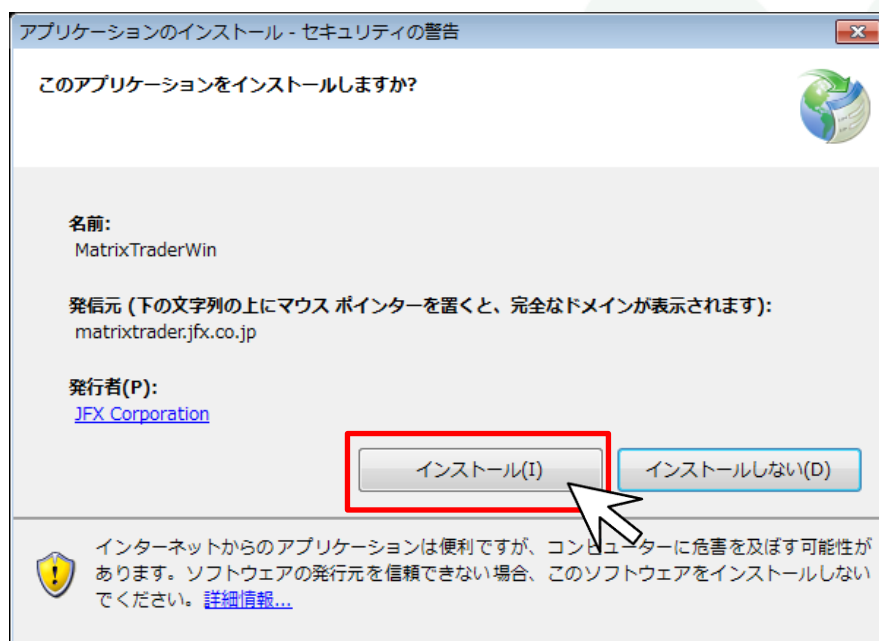 アプリケーションのインストール - セキュリティの警告
このアプリケーションをインストールしますか?
名前:
MatrixTraderWin
発信元 (下の文字列の上にマウス ポインターを置くと、完全なドメインが表示されます):
matrixtrader.jfx.co.jp
発行者(P):
JFX Corporation
インストール(I)
インストールしない(D)
インターネットからのアプリケーションは便利ですが、コンピューターに危害を及ぼす可能性が
あります。ソフトウェアの発行元を信頼できない場合、このソフトウェアをインストールしない
でください。詳細情報...